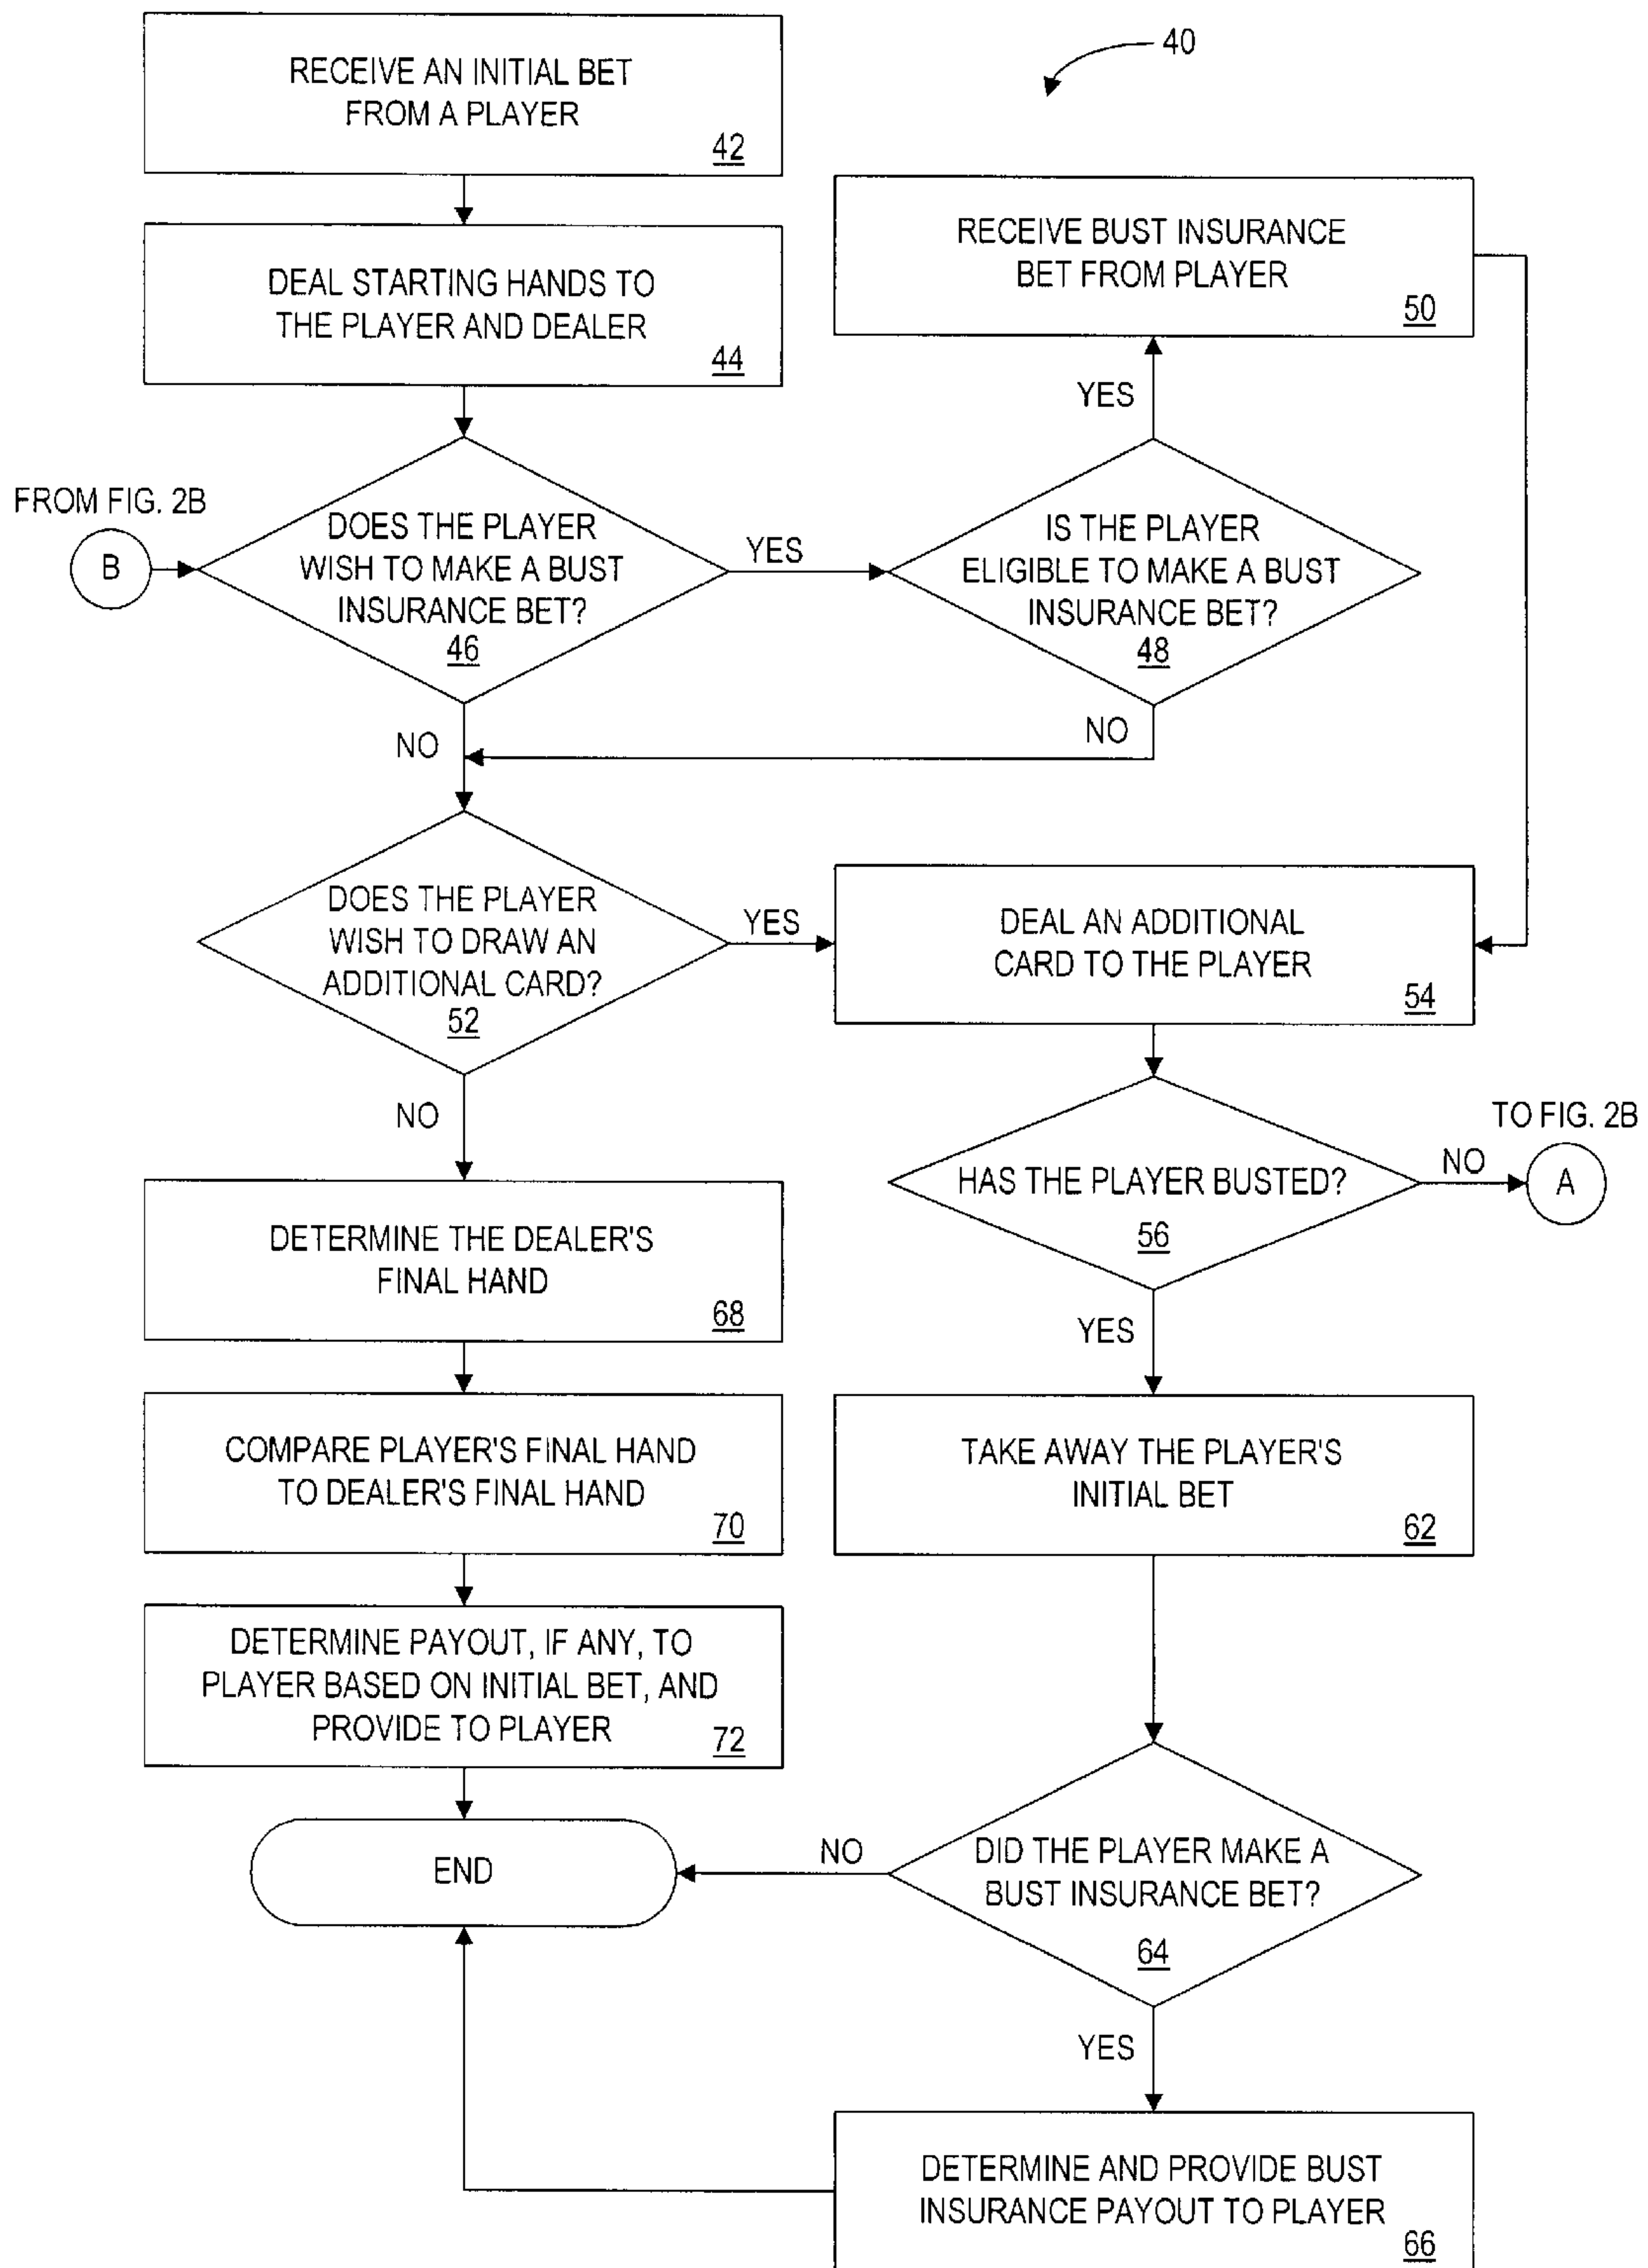 RECEIVE AN INITIAL BET
FROM A PLAYER
42
40
DEAL STARTING HANDS TO
THE PLAYER AND DEALER
44
RECEIVE BUST INSURANCE
BET FROM PLAYER
50
YES
FROM FIG. 2B
B
DOES THE PLAYER
WISH TO MAKE A BUST
INSURANCE BET?
46
YES
IS THE PLAYER
ELIGIBLE TO MAKE A BUST
INSURANCE BET?
48
NO
NO
DOES THE PLAYER
WISH TO DRAW AN
ADDITIONAL CARD?
52
YES
DEAL AN ADDITIONAL
CARD TO THE PLAYER
54
NO
HAS THE PLAYER BUSTED?
56
NO
TO FIG. 2B
A
YES
DETERMINE THE DEALER'S
FINAL HAND
68
COMPARE PLAYER'S FINAL HAND
TO DEALER'S FINAL HAND
70
TAKE AWAY THE PLAYER'S
INITIAL BET
62
DETERMINE PAYOUT, IF ANY, TO
PLAYER BASED ON INITIAL BET, AND
PROVIDE TO PLAYER
72
END
NO
DID THE PLAYER MAKE A
BUST INSURANCE BET?
64
YES
DETERMINE AND PROVIDE BUST
INSURANCE PAYOUT TO PLAYER
66